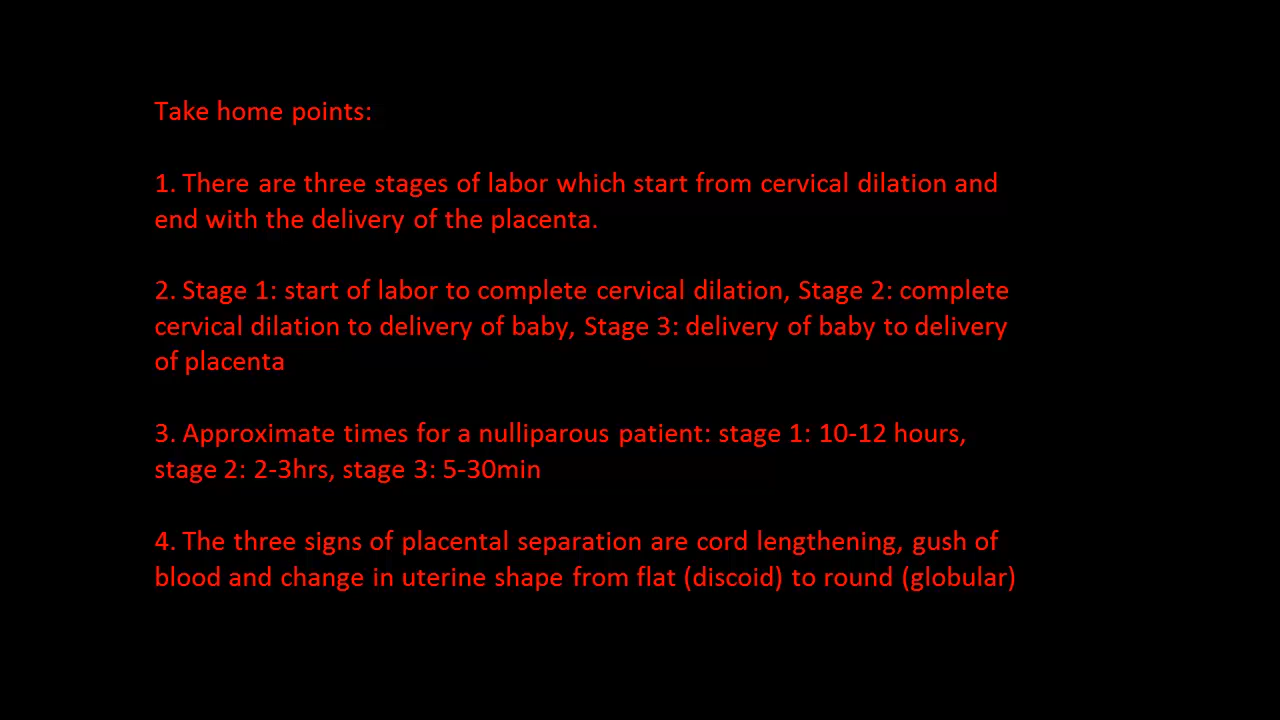 Take home points:
1. There are three stages of labor which start from cervical dilation and
end with the delivery of the placenta.
2. Stage 1: start of labor to complete cervical dilation, Stage 2: complete
cervical dilation to delivery of baby, Stage 3: delivery of baby to delivery
of placenta
3. Approximate times for a nulliparous patient: stage 1: 10-12 hours,
stage 2: 2-3hrs, stage 3: 5-30min
4. The three signs of placental separation are cord lengthening, gush of
blood and change in uterine shape from flat (discoid) to round (globular)